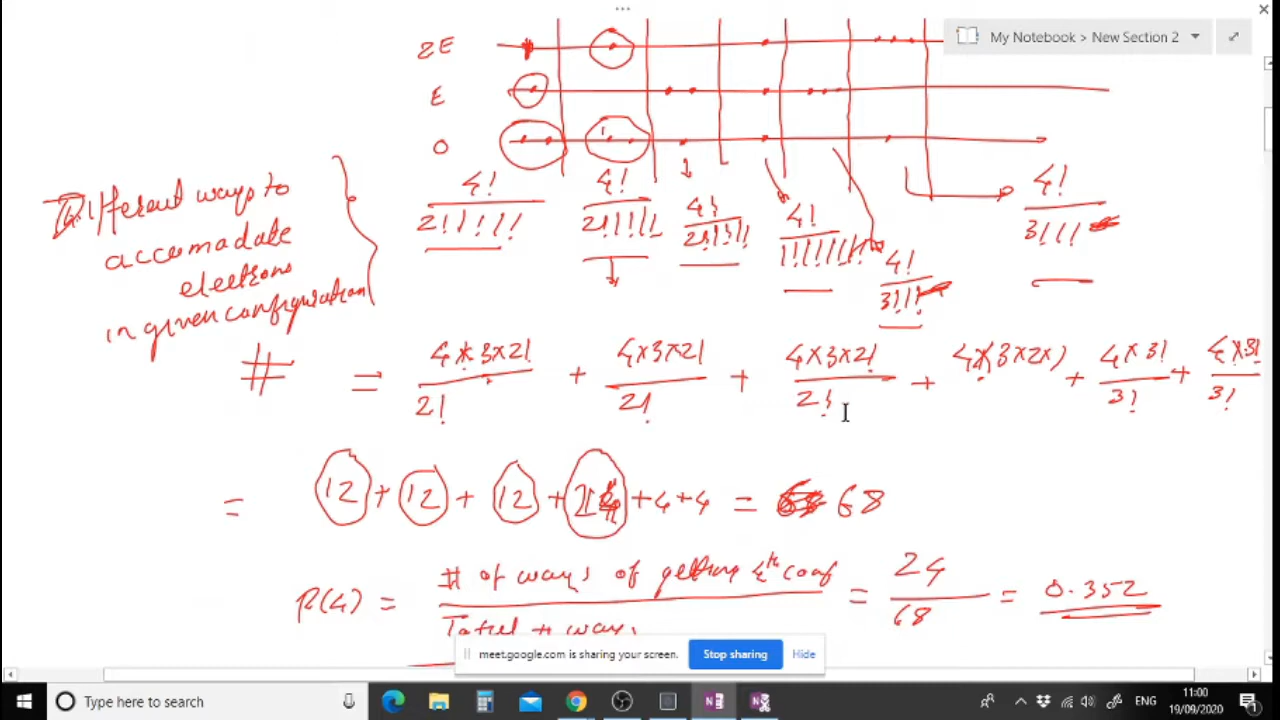 2E
My Notebook > New Section 2
E
0
Different ways to
accomadate
electrons
in given configuration
4! / 2!1!1!
4! / 2!1!1!
4! / 2!1!1!
4! / 1!1!1!1!
4! / 3!1!
4! / 3!1!
# = 4×3×2! / 2! + 4×3×2! / 2! + 4×3×2! / 2! + 4×3×2×1 + 4×3! / 3! + 4×3! / 3!
= 12 + 12 + 12 + 24 + 4 + 4 = 68
P(4) = # of ways of getting 4th conf / Total # ways = 24 / 68 = 0.352
meet.google.com is sharing your screen. Stop sharing Hide
Type here to search
ENG
11:00
19/09/2020